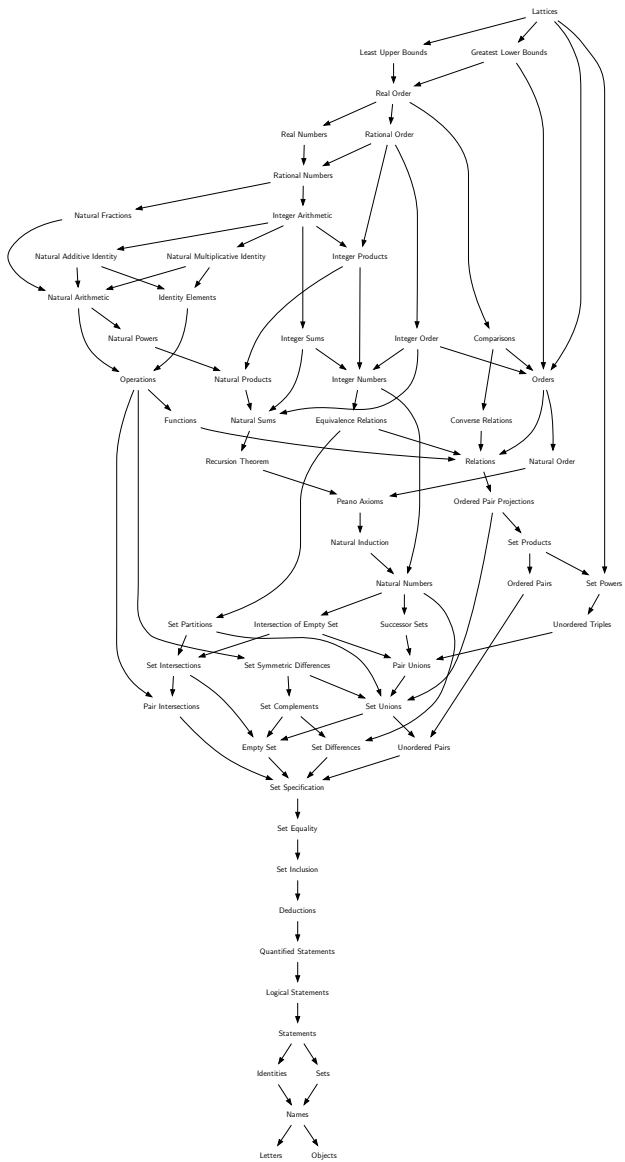 Lattices
Least Upper Bounds
Greatest Lower Bounds
Real Order
Real Numbers
Rational Order
Rational Numbers
Natural Fractions
Integer Arithmetic
Natural Additive Identity
Natural Multiplicative Identity
Integer Products
Natural Arithmetic
Identity Elements
Natural Powers
Integer Sums
Integer Order
Comparisons
Operations
Natural Products
Integer Numbers
Orders
Functions
Natural Sums
Equivalence Relations
Converse Relations
Recursion Theorem
Relations
Natural Order
Peano Axioms
Ordered Pair Projections
Natural Induction
Set Products
Natural Numbers
Ordered Pairs
Set Powers
Set Partitions
Intersection of Empty Set
Successor Sets
Unordered Triples
Set Intersections
Set Symmetric Differences
Pair Unions
Pair Intersections
Set Complements
Set Unions
Empty Set
Set Differences
Unordered Pairs
Set Specification
Set Equality
Set Inclusion
Deductions
Quantified Statements
Logical Statements
Statements
Identities
Sets
Names
Letters
Objects